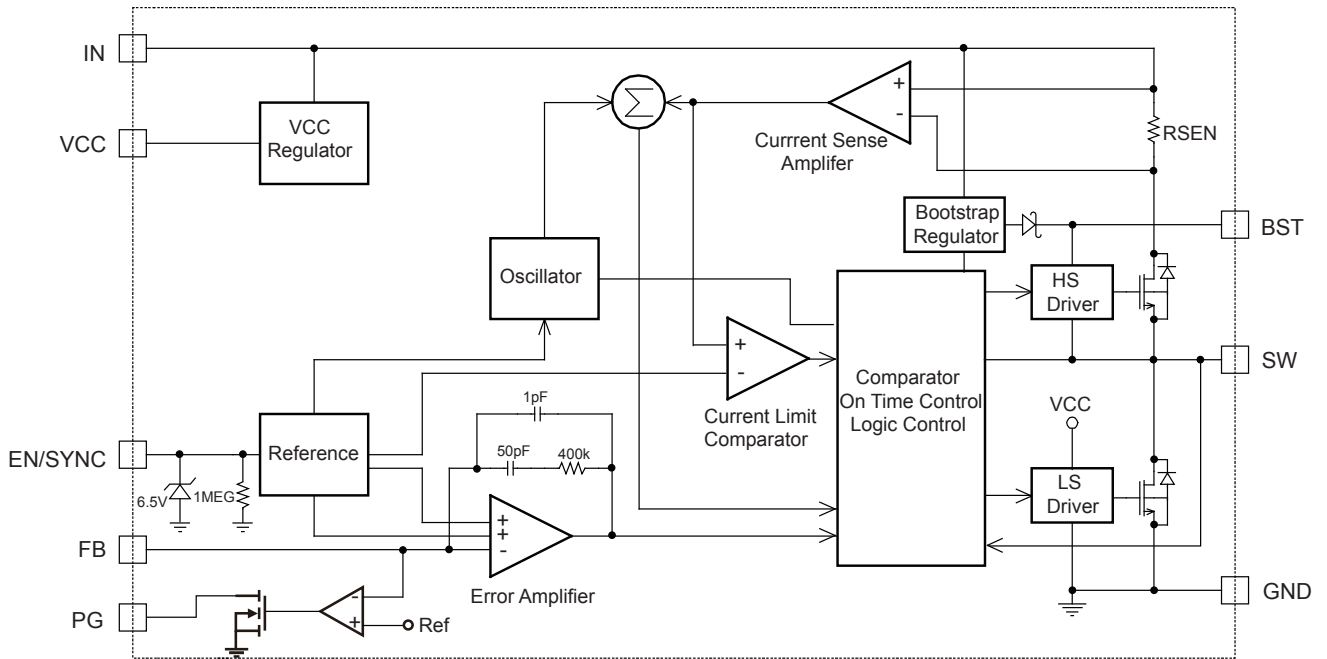 IN
VCC
VCC
Regulator
Σ
+
-
Currrent Sense
Amplifer
RSEN
Bootstrap
Regulator
BST
Oscillator
HS
Driver
+
-
Current Limit
Comparator
Comparator
On Time Control
Logic Control
SW
VCC
1pF
50pF
400k
EN/SYNC
Reference
6.5V
1MEG
LS
Driver
+
+
-
Error Amplifier
FB
PG
-
+
Ref
GND